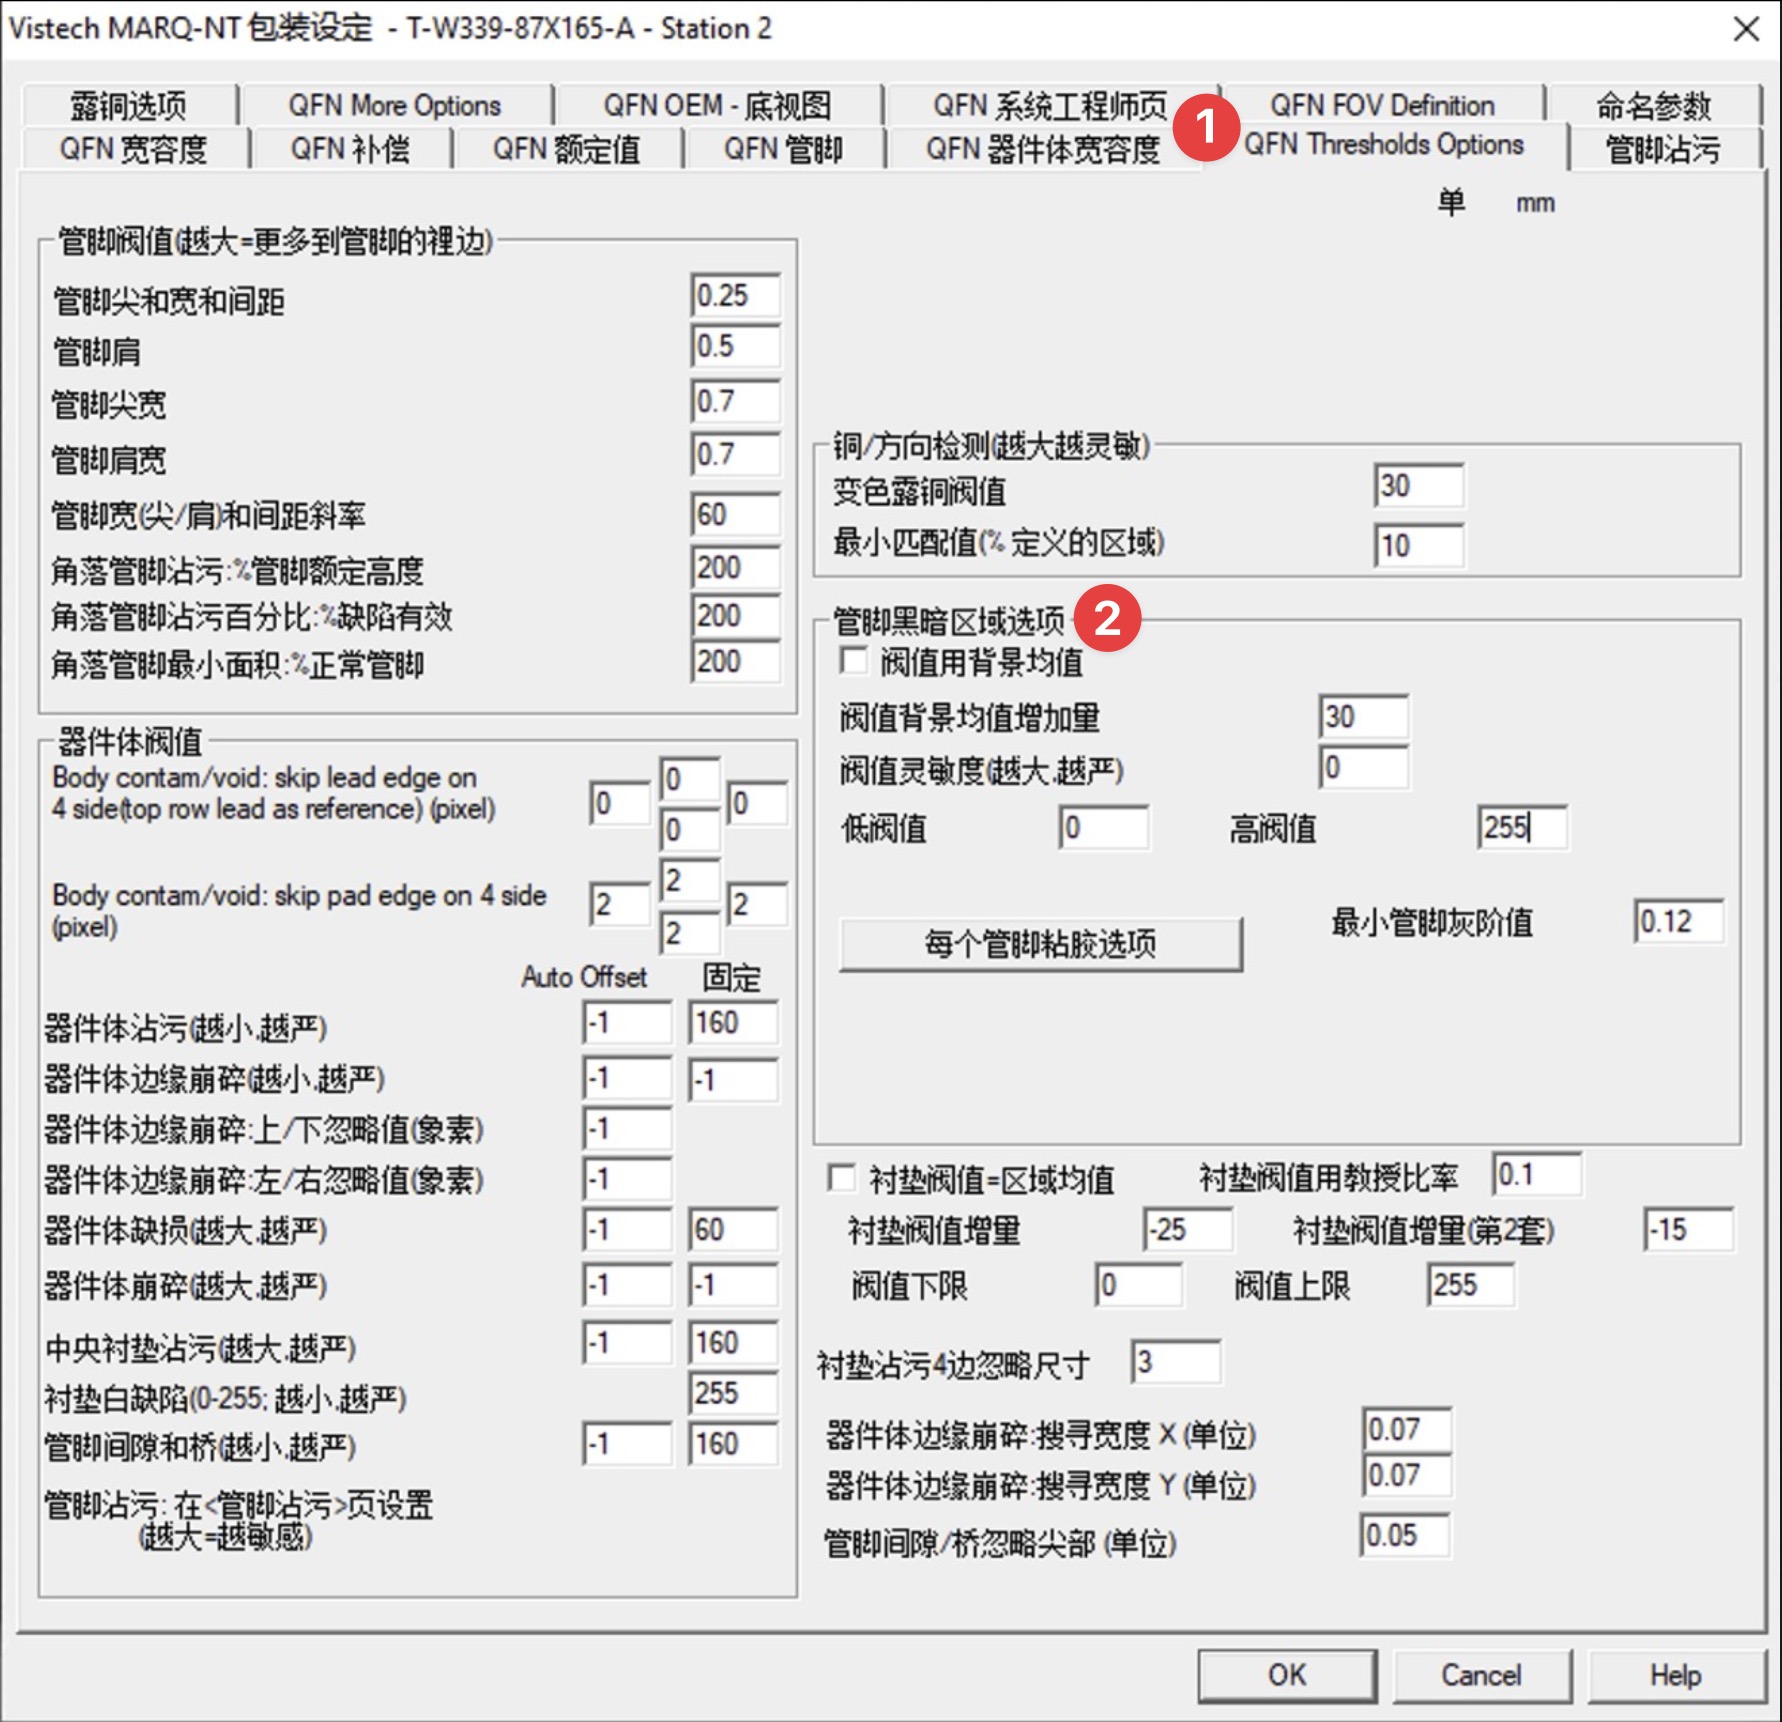 Vistech MARQ-NT 包装设定 - T-W339-87X165-A - Station 2
露铜选项 QFN More Options QFN OEM - 底视图 QFN 系统工程师页 QFN FOV Definition 命名参数
QFN 宽容度 QFN 补偿 QFN 额定值 QFN 管脚 QFN 器件体宽容度 1 QFN Thresholds Options 管脚沾污
单 mm
管脚阀值(越大=更多到管脚的裡边)
管脚尖和宽和间距 0.25
管脚肩 0.5
管脚尖宽 0.7
管脚肩宽 0.7
管脚宽(尖/肩)和间距斜率 60
角落管脚沾污:%管脚额定高度 200
角落管脚沾污百分比:%缺陷有效 200
角落管脚最小面积:%正常管脚 200
器件体阀值
Body contam/void: skip lead edge on
4 side(top row lead as reference) (pixel)
0 0 0 0
Body contam/void: skip pad edge on 4 side
(pixel)
2 2 2 2
Auto Offset 固定
器件体沾污(越小,越严) -1 160
器件体边缘崩碎(越小,越严) -1 -1
器件体边缘崩碎:上/下忽略值(象素) -1
器件体边缘崩碎:左/右忽略值(象素) -1
器件体缺损(越大,越严) -1 60
器件体崩碎(越大,越严) -1 -1
中央衬垫沾污(越大,越严) -1 160
衬垫白缺陷(0-255: 越小,越严) 255
管脚间隙和桥(越小,越严) -1 160
管脚沾污: 在<管脚沾污>页设置
(越大=越敏感)
铜/方向检测(越大越灵敏)
变色露铜阀值 30
最小匹配值(% 定义的区域) 10
管脚黑暗区域选项 2
阀值用背景均值
阀值背景均值增加量 30
阀值灵敏度(越大,越严) 0
低阀值 0 高阀值 255
每个管脚粘胶选项 最小管脚灰阶值 0.12
衬垫阀值=区域均值 衬垫阀值用教授比率 0.1
衬垫阀值增量 -25 衬垫阀值增量(第2套) -15
阀值下限 0 阀值上限 255
衬垫沾污4边忽略尺寸 3
器件体边缘崩碎:搜寻宽度 X (单位) 0.07
器件体边缘崩碎:搜寻宽度 Y (单位) 0.07
管脚间隙/桥忽略尖部 (单位) 0.05
OK Cancel Help